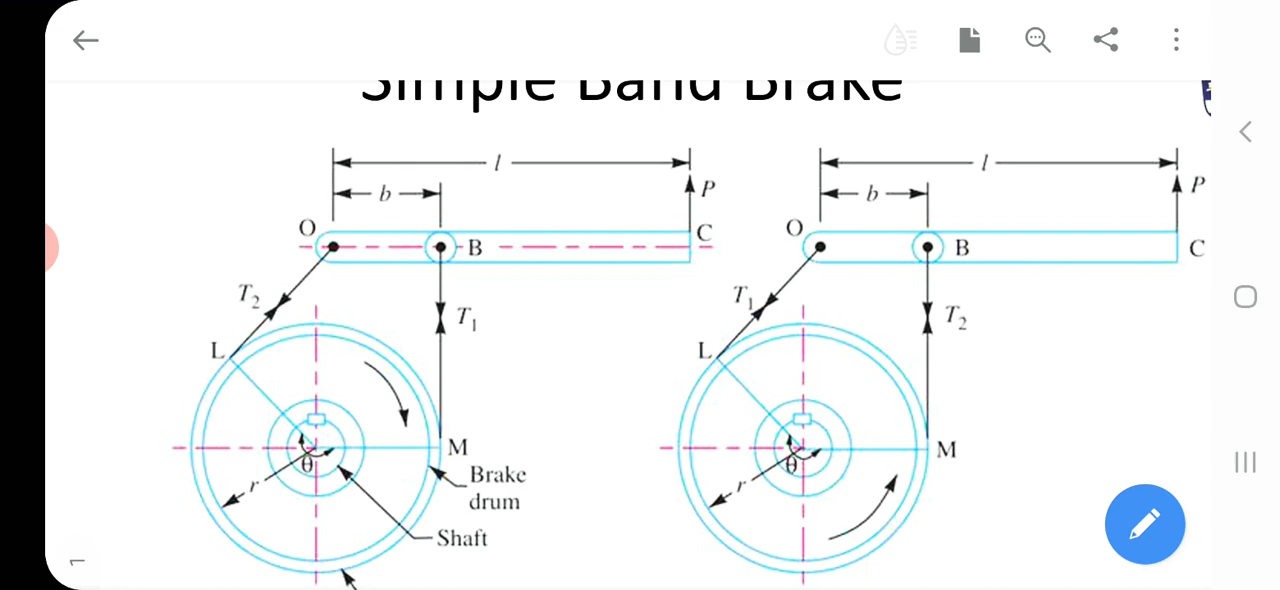 Simple Band Brake
l
l
b
P
b
P
O
B
C
O
B
C
T2
T1
T1
T2
L
L
M
M
θ
θ
r
r
Brake
drum
Shaft